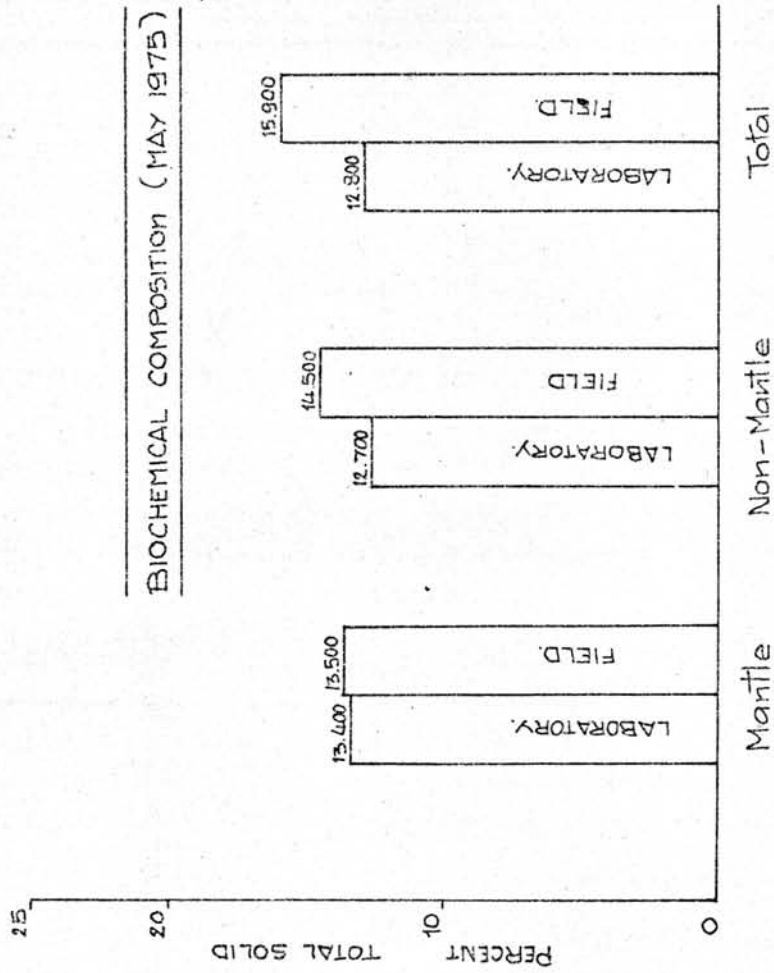 BIOCHEMICAL COMPOSITION (MAY 1975)
PERCENT TOTAL SOLID
25
20
10
0
13.400
LABORATORY.
13.500
FIELD.
12.700
LABORATORY.
14.500
FIELD
12.800
LABORATORY.
15.900
FIELD.
Mantle
Non-Mantle
Total